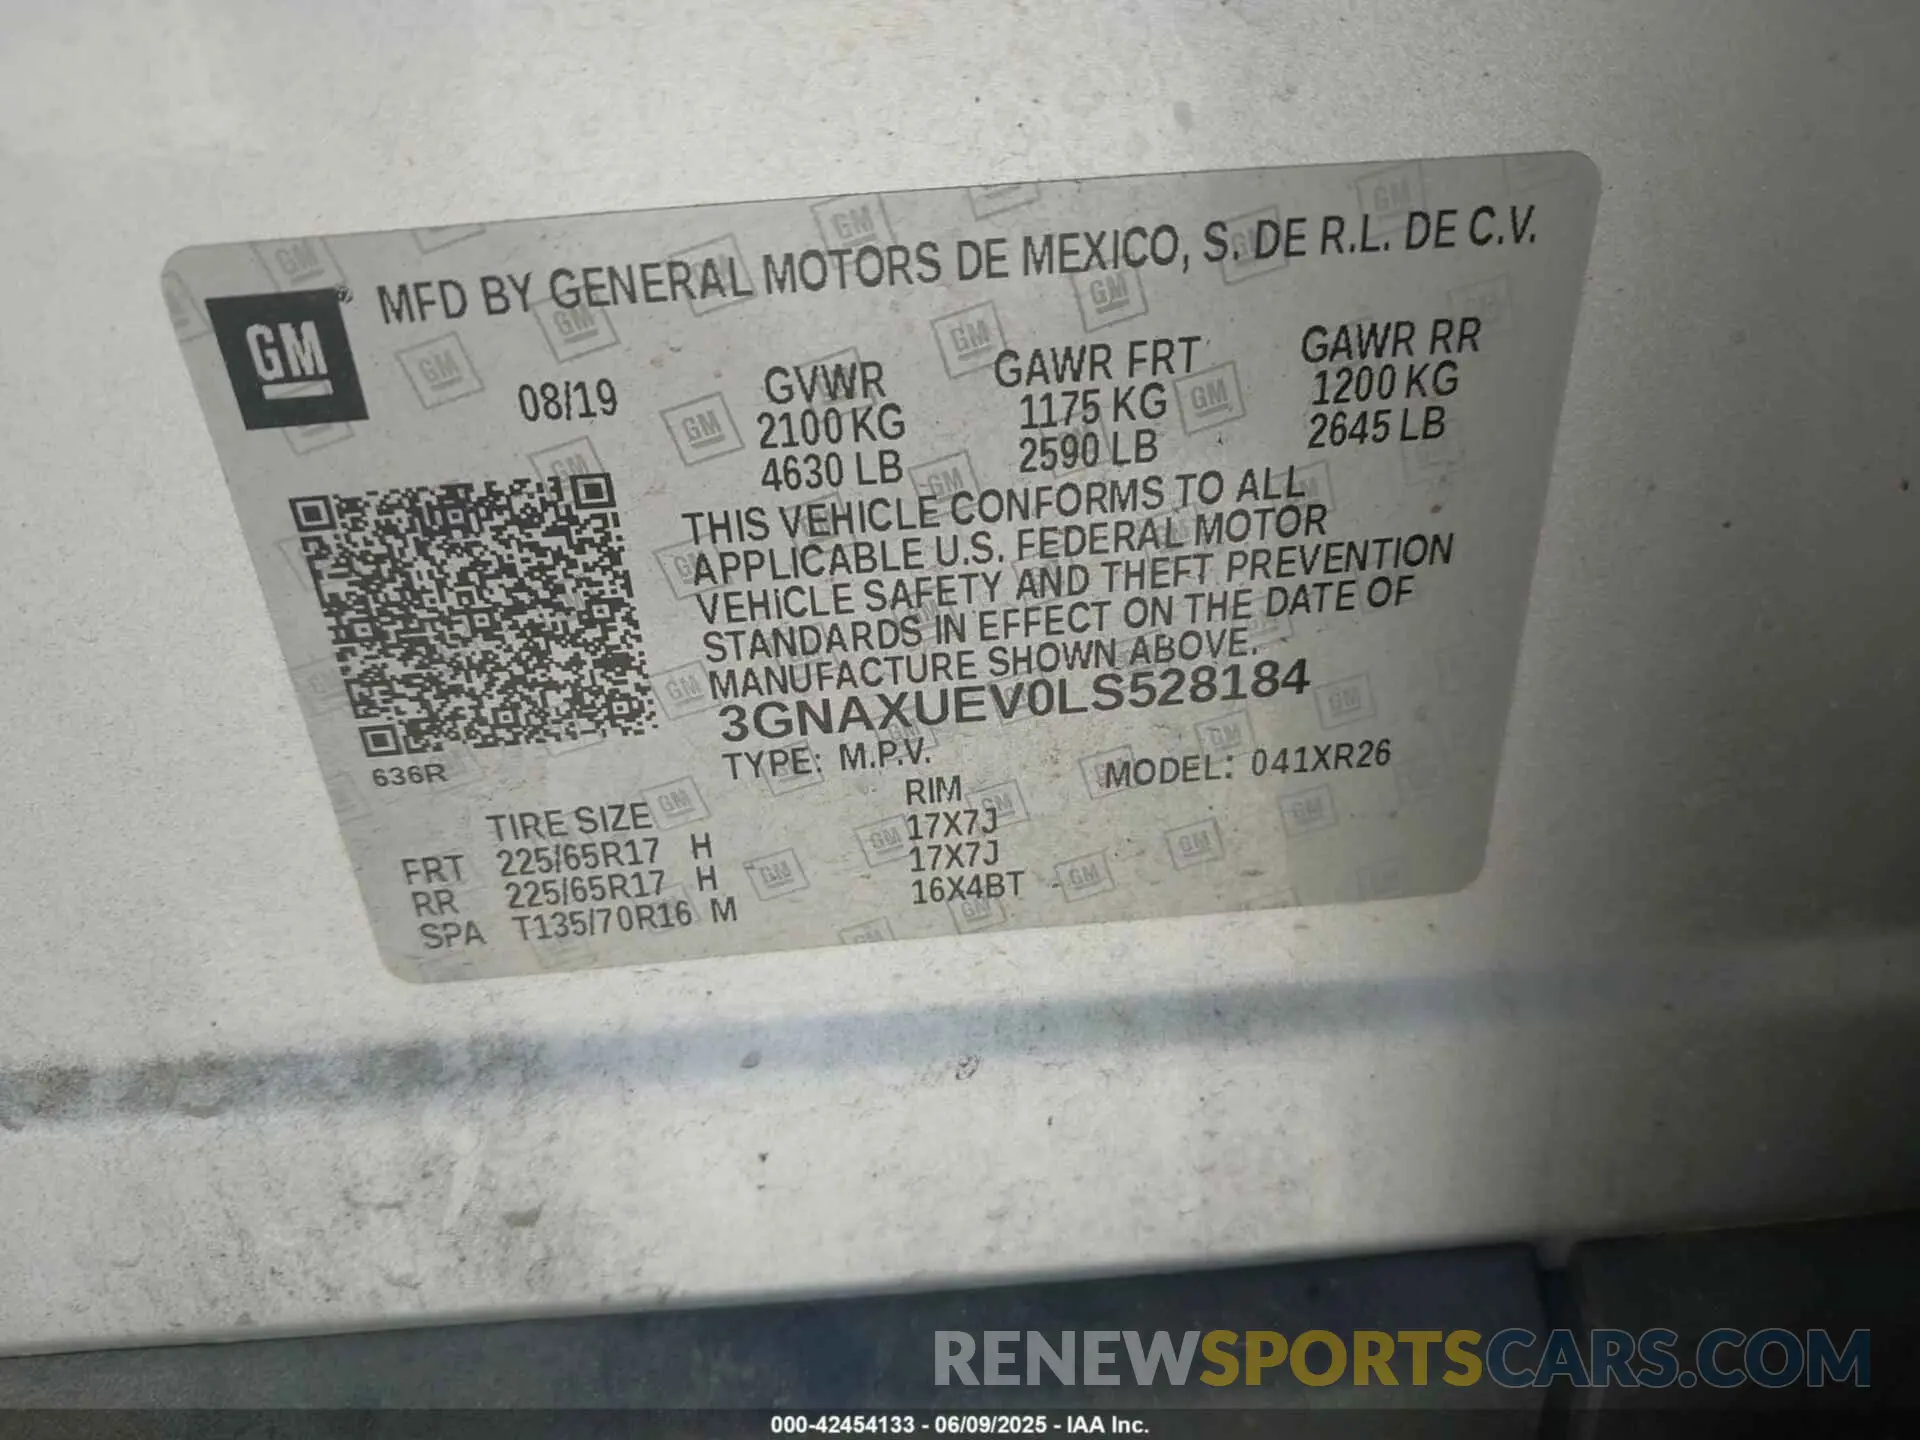 MFD BY GENERAL MOTORS DE MEXICO, S. DE R.L. DE C.V.
GM®
08/19 GVWR GAWR FRT GAWR RR
2100 KG 1175 KG 1200 KG
4630 LB 2590 LB 2645 LB
THIS VEHICLE CONFORMS TO ALL
APPLICABLE U.S. FEDERAL MOTOR
VEHICLE SAFETY AND THEFT PREVENTION
STANDARDS IN EFFECT ON THE DATE OF
MANUFACTURE SHOWN ABOVE.
3GNAXUEV0LS528184
636R
TYPE: M.P.V. MODEL: 041XR26
TIRE SIZE RIM
FRT 225/65R17 H 17X7J
RR 225/65R17 H 17X7J
SPA T135/70R16 M 16X4BT
RENEWSPORTSCARS.COM
000-42454133 - 06/09/2025 - IAA Inc.